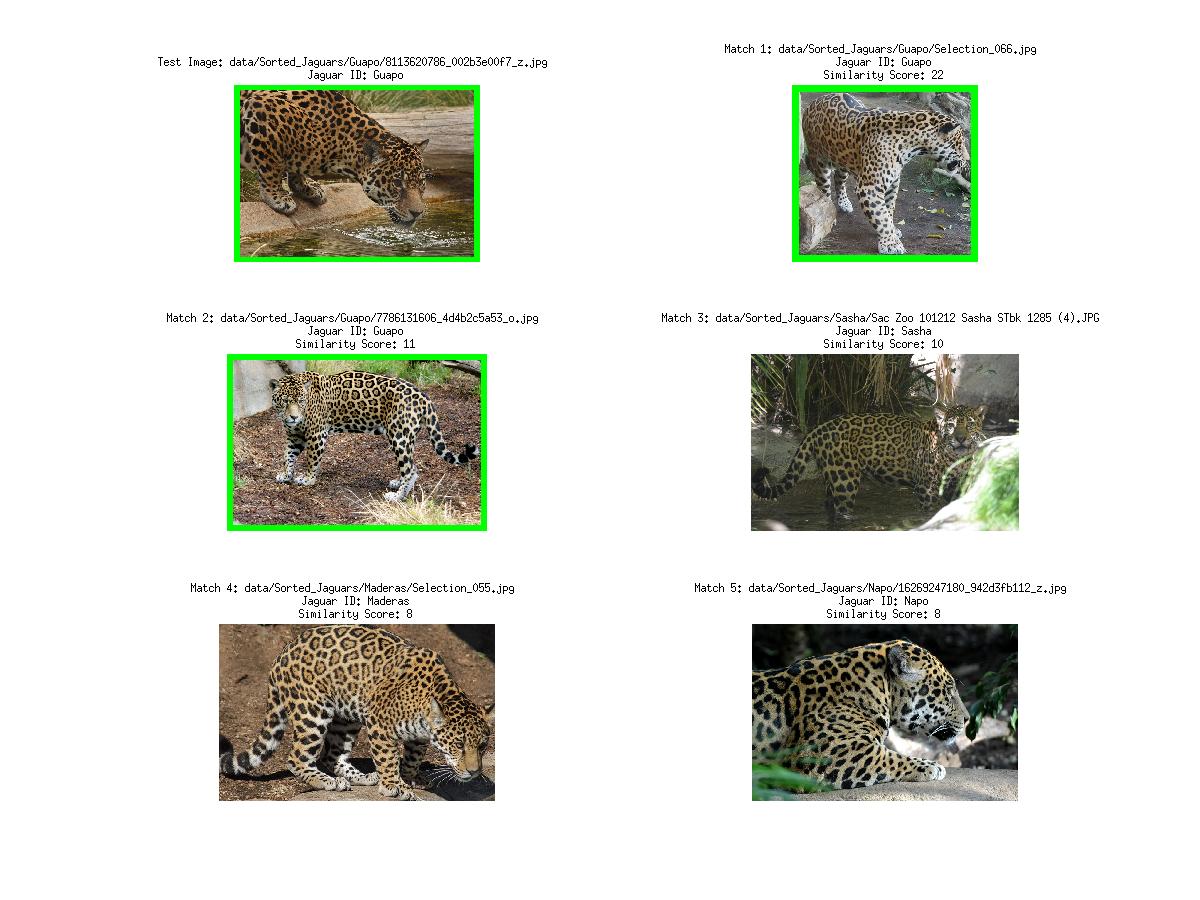 Test Image: data/Sorted_Jaguars/Guapo/8113620786_002b3e00f7_z.jpg
Jaguar ID: Guapo
Match 1: data/Sorted_Jaguars/Guapo/Selection_066.jpg
Jaguar ID: Guapo
Similarity Score: 22
Match 2: data/Sorted_Jaguars/Guapo/7786131606_4d4b2c5a53_o.jpg
Jaguar ID: Guapo
Similarity Score: 11
Match 3: data/Sorted_Jaguars/Sasha/Sac Zoo 101212 Sasha STbk 1285 (4).JPG
Jaguar ID: Sasha
Similarity Score: 10
Match 4: data/Sorted_Jaguars/Maderas/Selection_055.jpg
Jaguar ID: Maderas
Similarity Score: 8
Match 5: data/Sorted_Jaguars/Napo/16269247180_942d3fb112_z.jpg
Jaguar ID: Napo
Similarity Score: 8